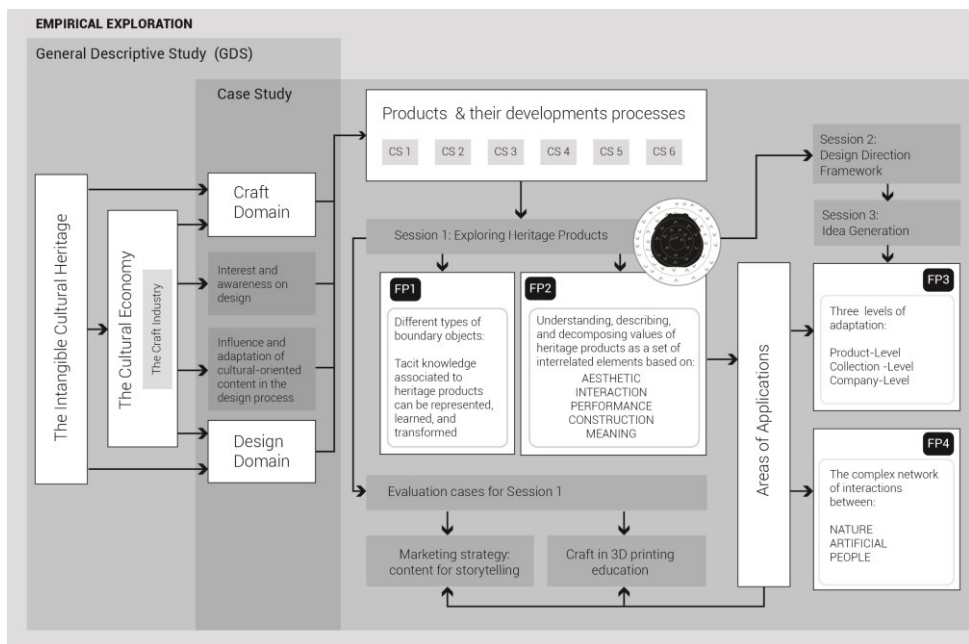 EMPIRICAL EXPLORATION
General Descriptive Study (GDS)
Case Study
The Intangible Cultural Heritage
The Cultural Economy
The Craft Industry
Craft
Domain
Interest and
awareness on
design
Influence and
adaptation of
cultural-oriented
content in the
design process
Design
Domain
Products & their developments processes
CS 1
CS 2
CS 3
CS 4
CS 5
CS 6
Session 1: Exploring Heritage Products
FP1
Different types of
boundary objects:
Tacit knowledge
associated to
heritage products
can be represented,
learned, and
transformed
FP2
Understanding, describing,
and decomposing values of
heritage products as a set of
interrelated elements based on:
AESTHETIC
INTERACTION
PERFORMANCE
CONSTRUCTION
MEANING
Evaluation cases for Session 1
Marketing strategy:
content for storytelling
Craft in 3D printing
education
Areas of Applications
Session 2:
Design Direction
Framework
Session 3:
Idea Generation
FP3
Three levels of
adaptation:
Product-Level
Collection -Level
Company-Level
FP4
The complex network
of interactions
between:
NATURE
ARTIFICIAL
PEOPLE